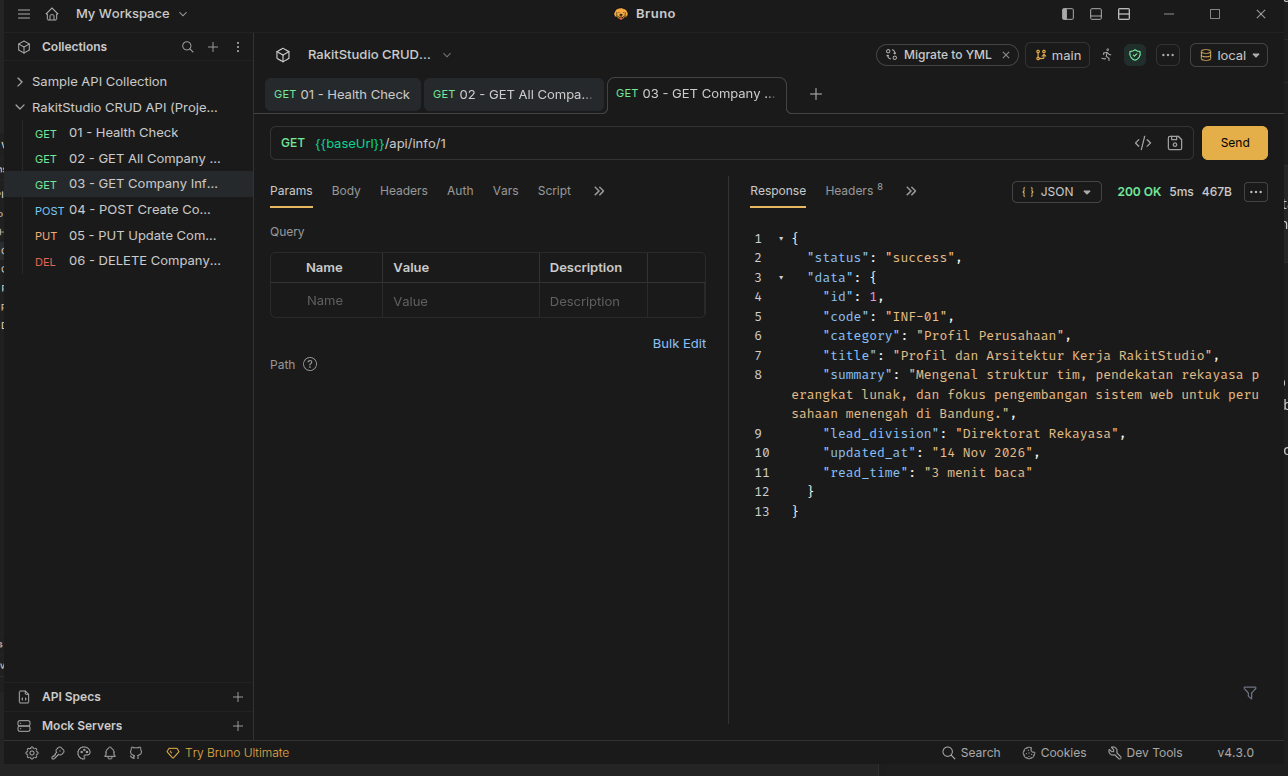 My Workspace
Bruno
Collections
RakitStudio CRUD...
Migrate to YML
main
local
Sample API Collection
RakitStudio CRUD API (Proje...
GET 01 - Health Check
GET 02 - GET All Company ...
GET 03 - GET Company Inf...
POST 04 - POST Create Co...
PUT 05 - PUT Update Com...
DEL 06 - DELETE Company...
GET 01 - Health Check
GET 02 - GET All Compa...
GET 03 - GET Company ...
GET {{baseUrl}}/api/info/1
Send
Params Body Headers Auth Vars Script
Query
Name Value Description
Name Value Description
Bulk Edit
Path
Response Headers 8
{ } JSON
200 OK 5ms 467B
1 {
2 "status": "success",
3 "data": {
4 "id": 1,
5 "code": "INF-01",
6 "category": "Profil Perusahaan",
7 "title": "Profil dan Arsitektur Kerja RakitStudio",
8 "summary": "Mengenal struktur tim, pendekatan rekayasa p
erangkat lunak, dan fokus pengembangan sistem web untuk peru
sahaan menengah di Bandung.",
9 "lead_division": "Direktorat Rekayasa",
10 "updated_at": "14 Nov 2026",
11 "read_time": "3 menit baca"
12 }
13 }
API Specs
Mock Servers
Try Bruno Ultimate
Search
Cookies
Dev Tools
v4.3.0